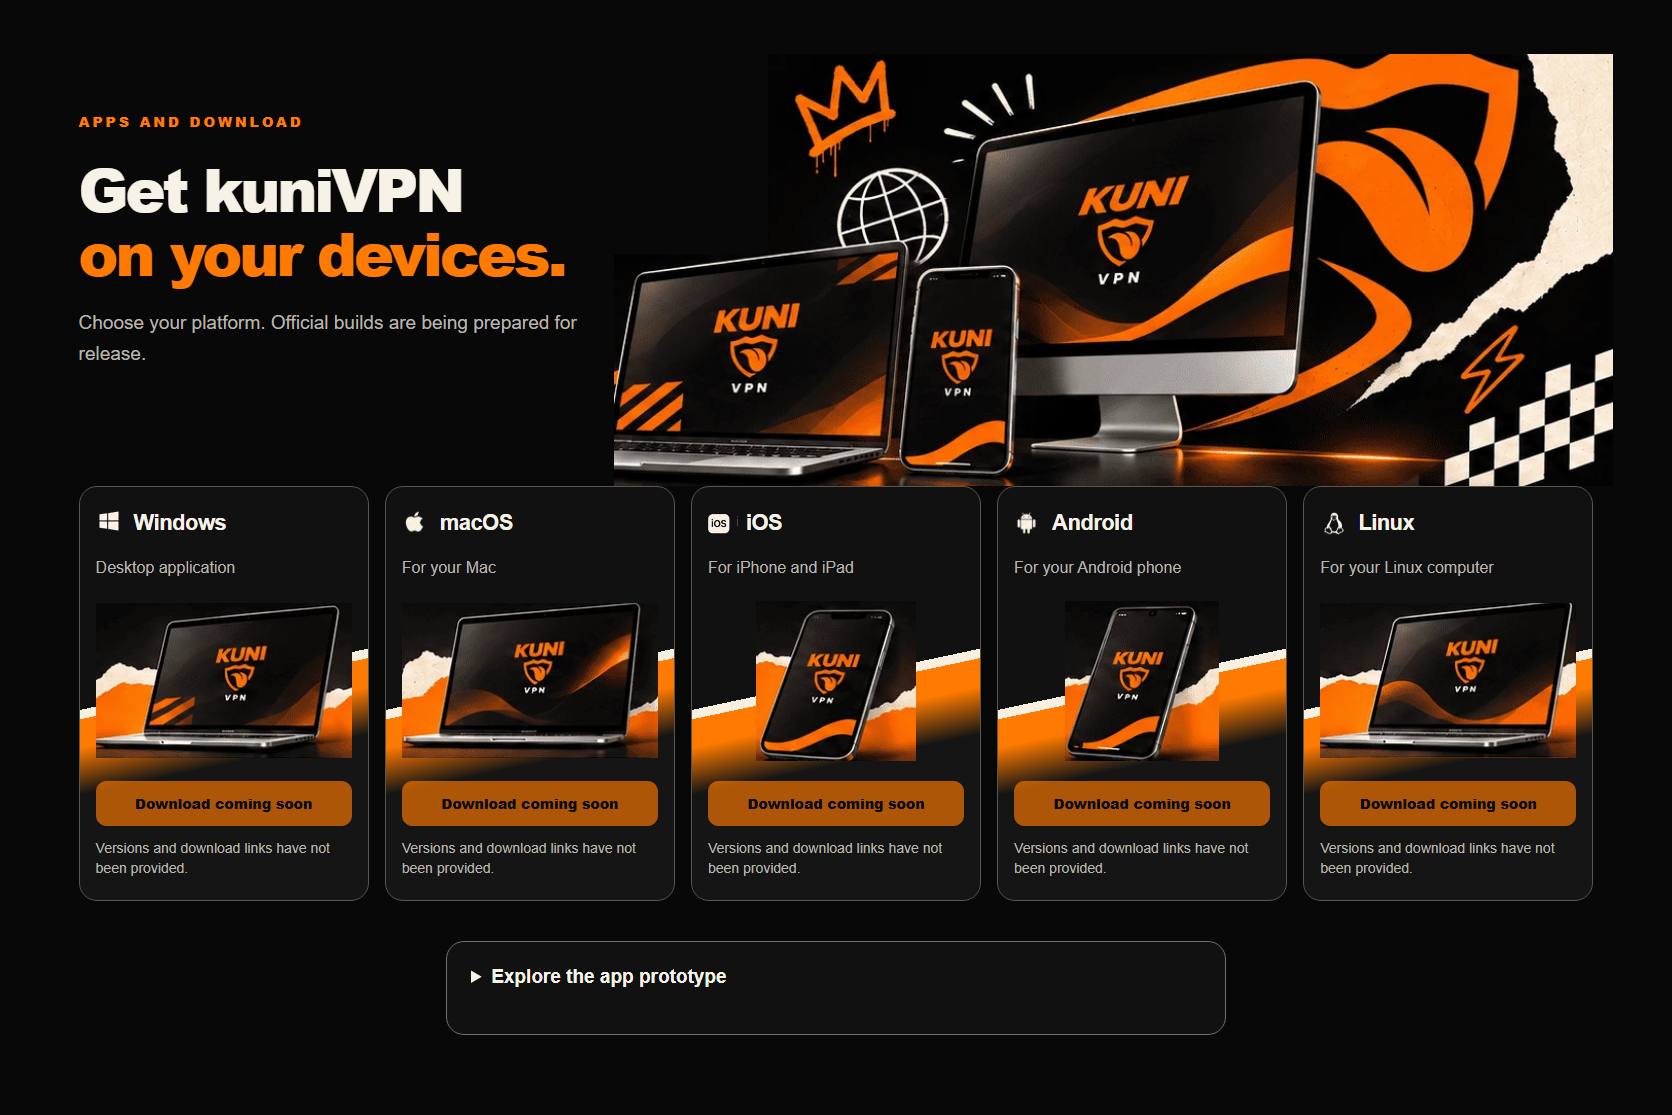 APPS AND DOWNLOAD
Get kuniVPN
on your devices.
Choose your platform. Official builds are being prepared for
release.
KUNI
VPN
KUNI
VPN
KUNI
VPN
Windows
Desktop application
KUNI
VPN
Download coming soon
Versions and download links have not
been provided.
macOS
For your Mac
KUNI
VPN
Download coming soon
Versions and download links have not
been provided.
iOS
iOS
For iPhone and iPad
KUNI
VPN
Download coming soon
Versions and download links have not
been provided.
Android
For your Android phone
KUNI
VPN
Download coming soon
Versions and download links have not
been provided.
Linux
For your Linux computer
KUNI
VPN
Download coming soon
Versions and download links have not
been provided.
Explore the app prototype